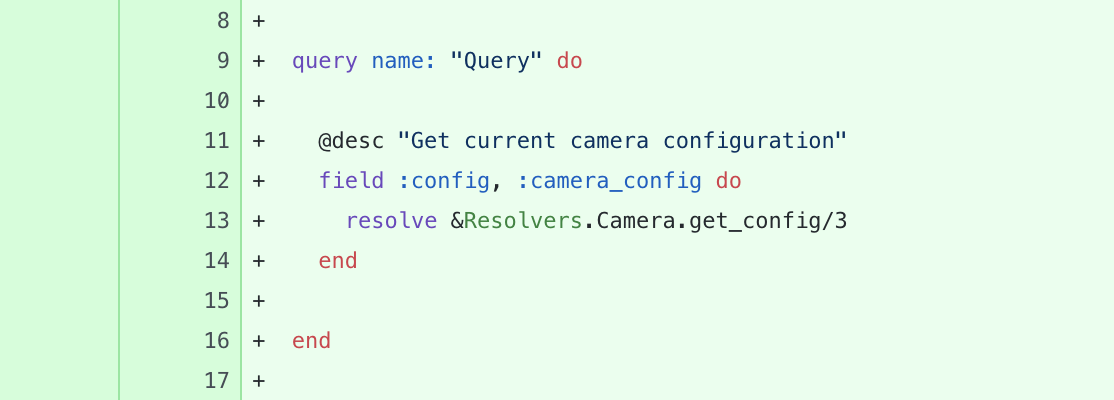 8 +
9 + query name: "Query" do
10 +
11 + @desc "Get current camera configuration"
12 + field :config, :camera_config do
13 + resolve &Resolvers.Camera.get_config/3
14 + end
15 +
16 + end
17 +